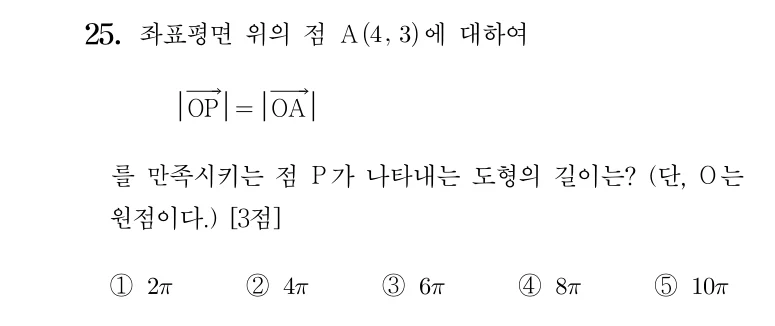 25. 좌표평면 위의 점 A(4, 3)에 대하여
|OP→| = |OA→|
를 만족시키는 점 P가 나타내는 도형의 길이는? (단, O는
원점이다.) [3점]
① 2π ② 4π ③ 6π ④ 8π ⑤ 10π